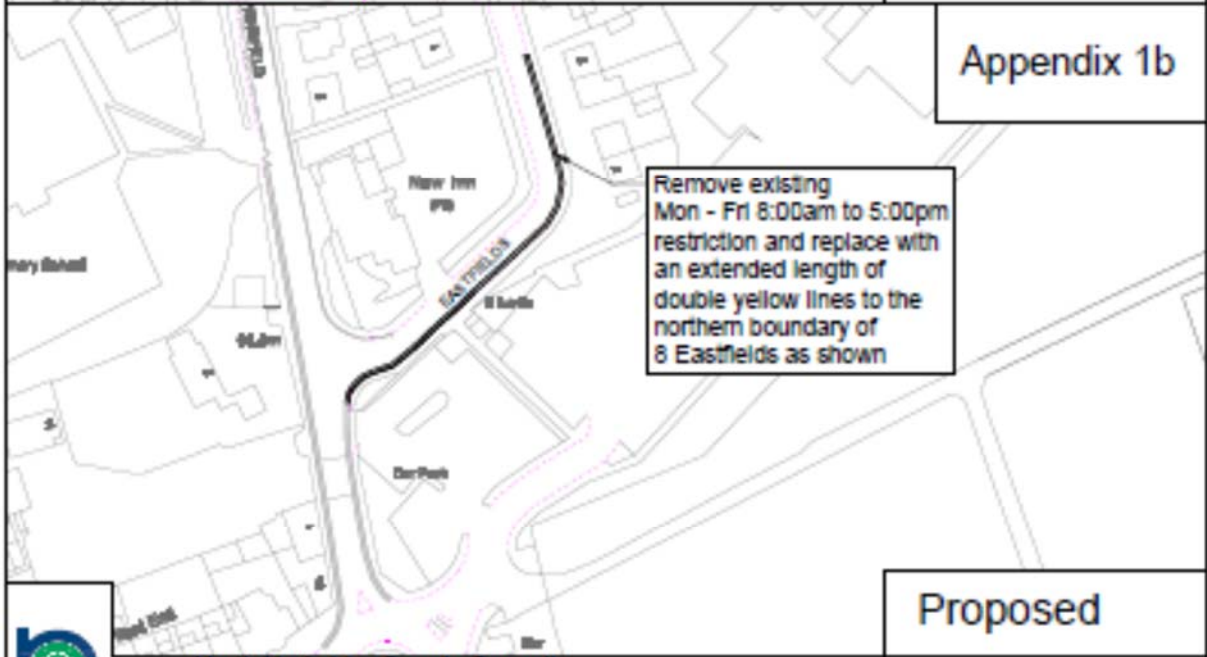 Appendix 1b
New Inn
(PH)
Remove existing
Mon - Fri 8:00am to 5:00pm
restriction and replace with
an extended length of
double yellow lines to the
northern boundary of
8 Eastfields as shown
EASTFIELDS
Car Park
Proposed